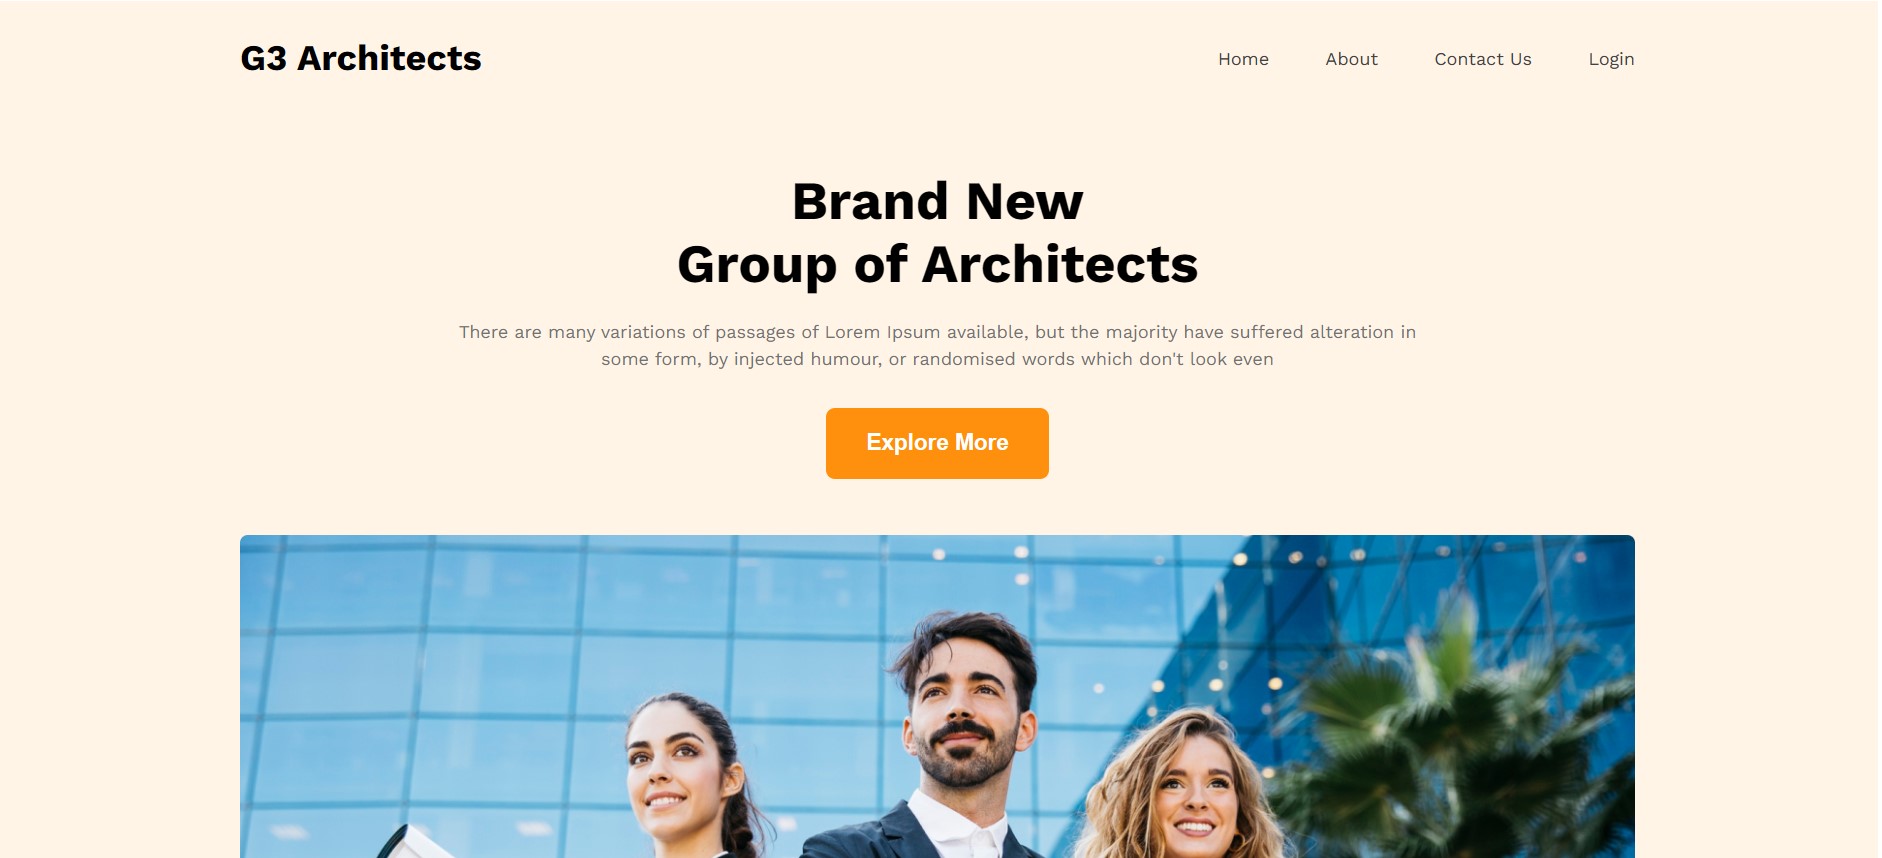 G3 Architects
Home About Contact Us Login
Brand New
Group of Architects
There are many variations of passages of Lorem Ipsum available, but the majority have suffered alteration in
some form, by injected humour, or randomised words which don't look even
Explore More